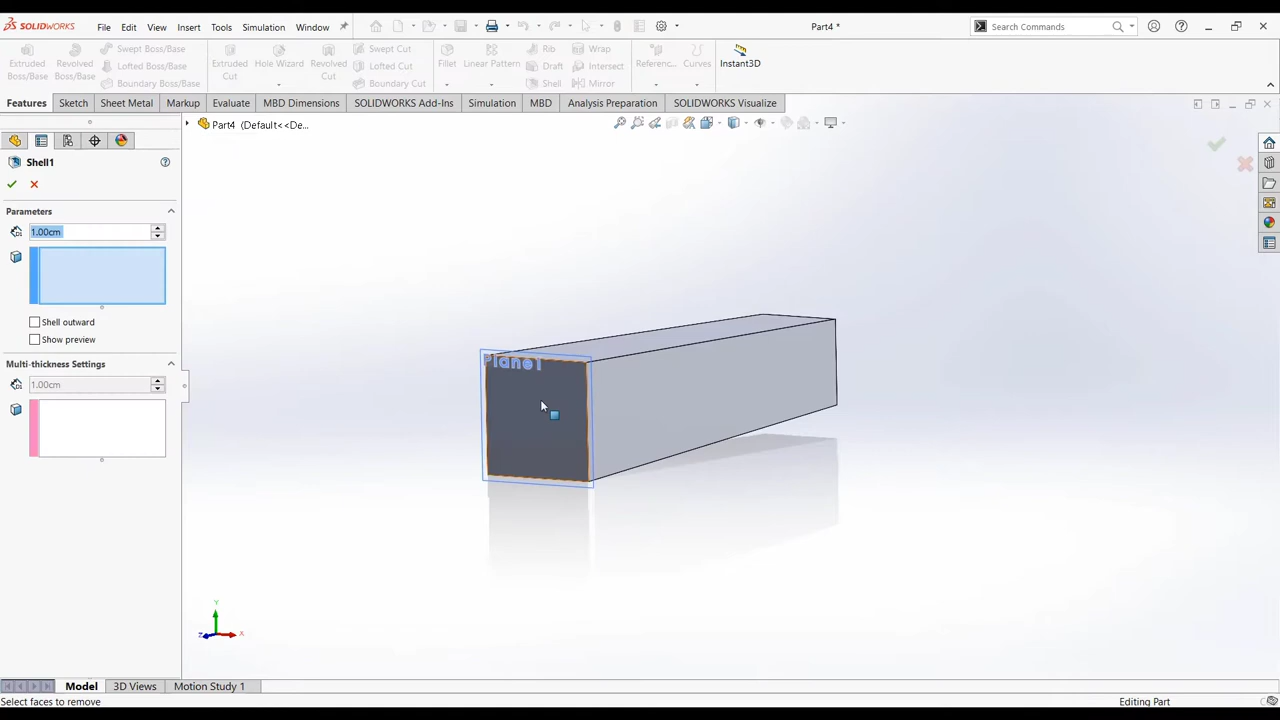 SOLIDWORKS File Edit View Insert Tools Simulation Window Part4 * Search Commands
Extruded Boss/Base Revolved Boss/Base Swept Boss/Base Lofted Boss/Base Boundary Boss/Base Extruded Cut Hole Wizard Revolved Cut Swept Cut Lofted Cut Boundary Cut Fillet Linear Pattern Rib Draft Shell Wrap Intersect Mirror Referenc... Curves Instant3D
Features Sketch Sheet Metal Markup Evaluate MBD Dimensions SOLIDWORKS Add-Ins Simulation MBD Analysis Preparation SOLIDWORKS Visualize
Part4 (Default<<De...
Shell1
Parameters
1.00cm
Shell outward
Show preview
Multi-thickness Settings
1.00cm
Plane1
Y
Z X
Model 3D Views Motion Study 1
Select faces to remove Editing Part